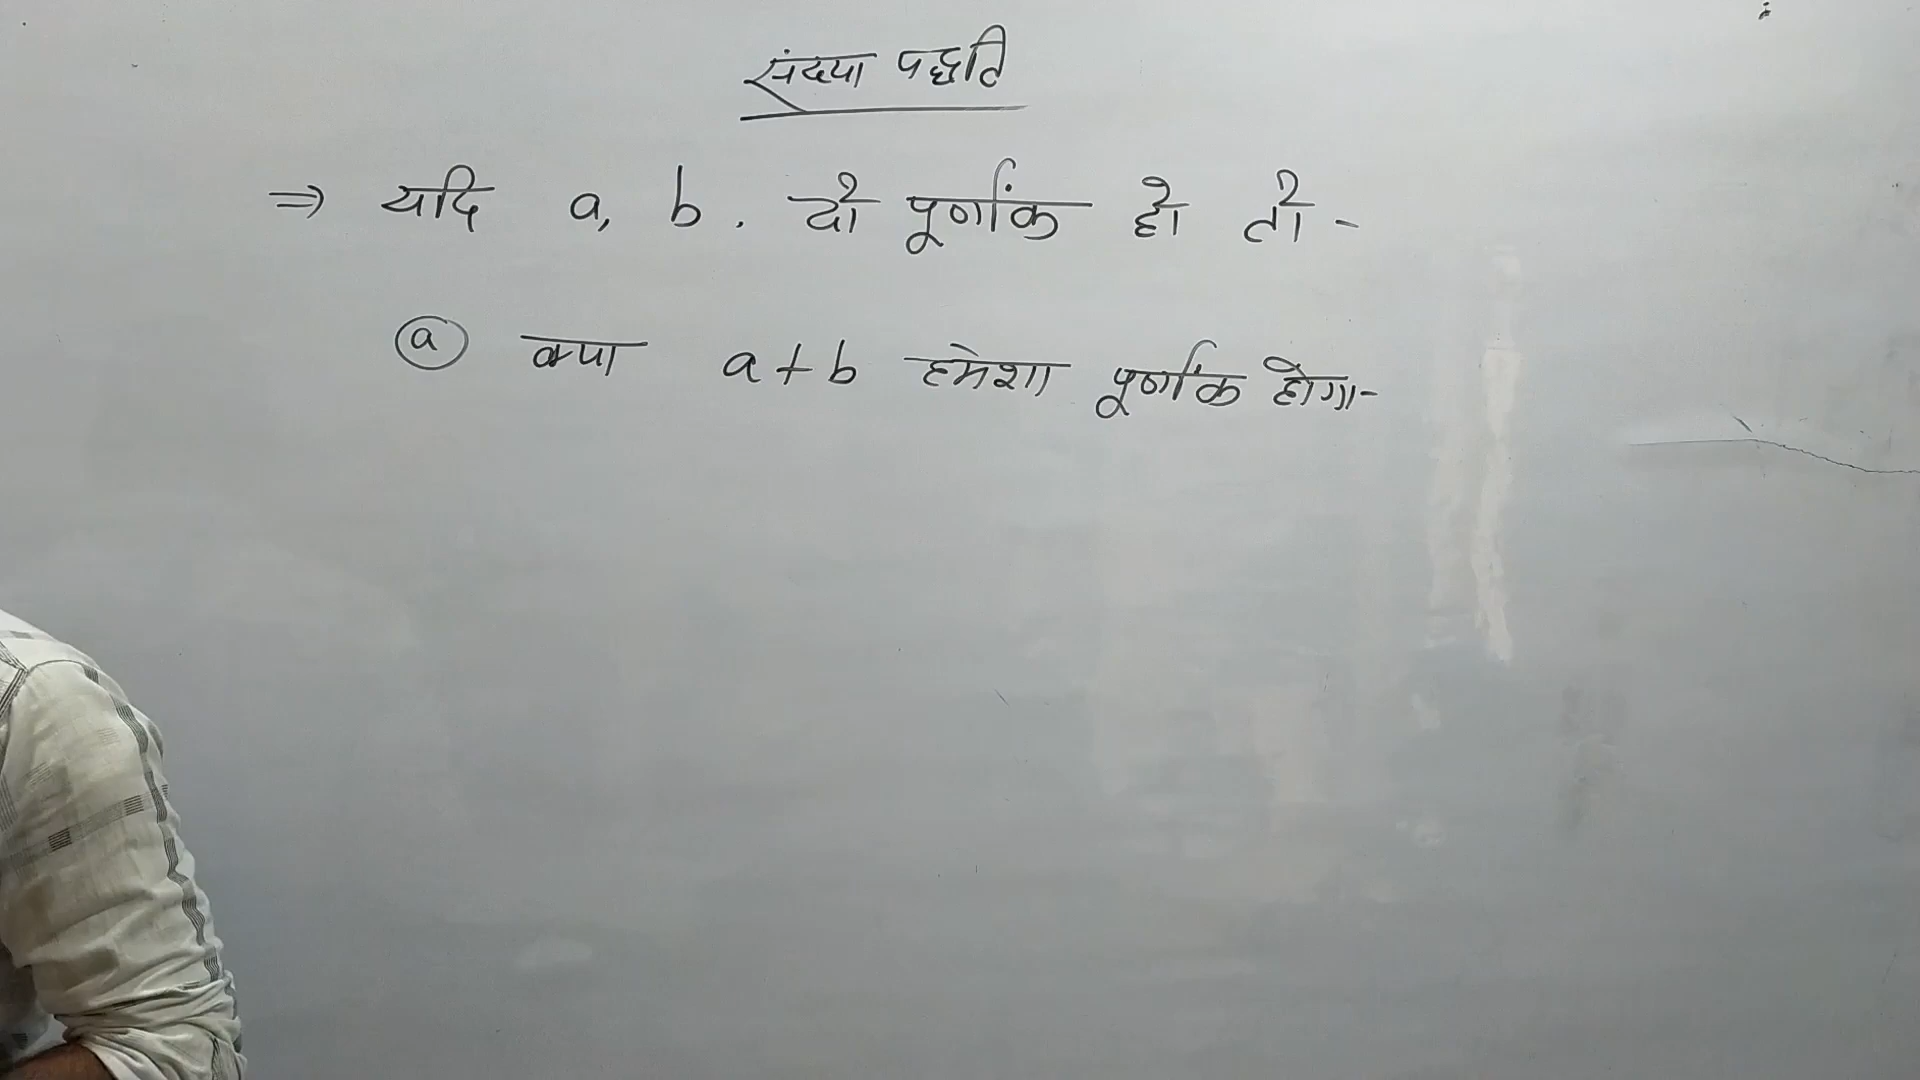 संख्या पद्धति
⇒ यदि a, b. दो पूर्णांक हो तो -
ⓐ क्या a+b हमेशा पूर्णांक होगा-